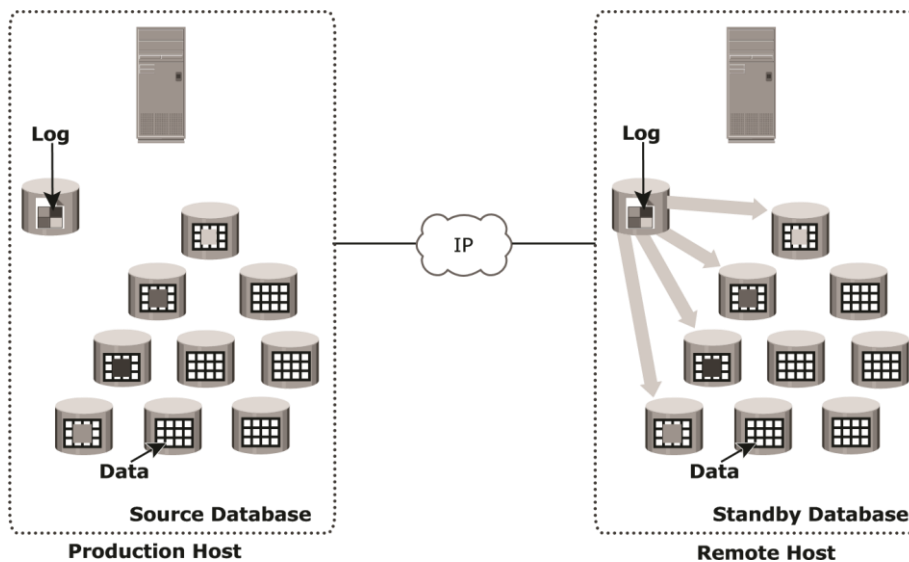 Log
Data
Source Database
Production Host
IP
Log
Data
Standby Database
Remote Host